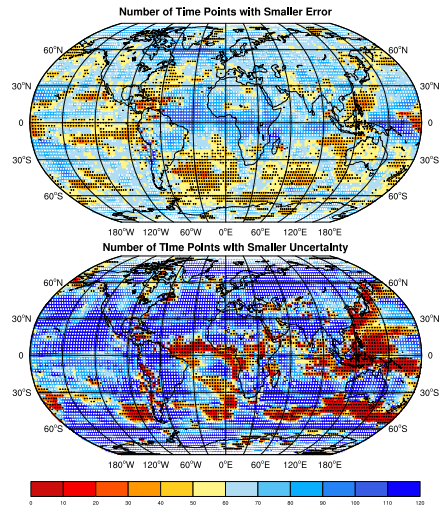 Number of Time Points with Smaller Error
60°N 60°N
30°N 30°N
0 0
30°S 30°S
60°S 60°S
180°W 120°W 60°W 0°E 60°E 120°E 180°E
Number of Time Points with Smaller Uncertainty
60°N 60°N
30°N 30°N
0 0
30°S 30°S
60°S 60°S
180°W 120°W 60°W 0°E 60°E 120°E 180°E
0 10 20 30 40 50 60 70 80 90 100 110 120